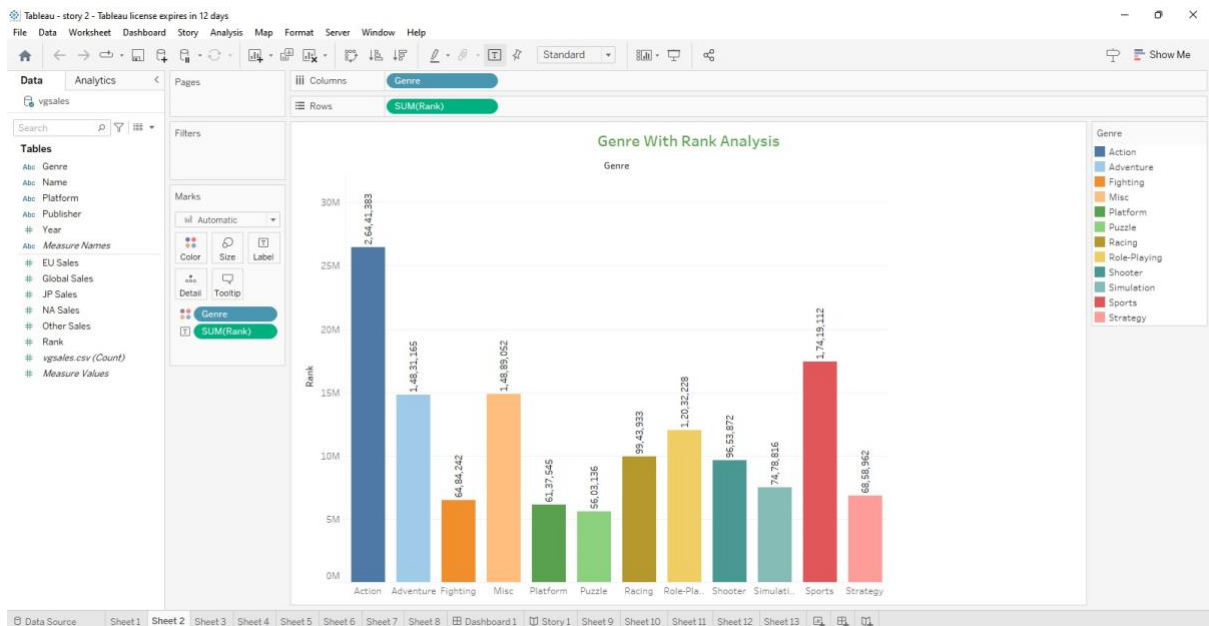 Tableau - story 2 - Tableau license expires in 12 days
File Data Worksheet Dashboard Story Analysis Map Format Server Window Help
Standard
Show Me
Data Analytics
vgsales
Search
Tables
Abc Genre
Abc Name
Abc Platform
Abc Publisher
# Year
Abc Measure Names
# EU Sales
# Global Sales
# JP Sales
# NA Sales
# Other Sales
# Rank
# vgsales.csv (Count)
# Measure Values
Pages
Filters
Marks
Automatic
Color Size Label
Detail Tooltip
Genre
SUM(Rank)
Columns Genre
Rows SUM(Rank)
Genre With Rank Analysis
Genre
Rank
30M
25M
20M
15M
10M
5M
0M
2,64,41,383
1,48,31,165
64,84,242
1,48,89,052
61,37,545
56,03,136
99,43,933
1,20,32,228
96,53,872
74,78,816
1,74,19,112
68,58,962
Action Adventure Fighting Misc Platform Puzzle Racing Role-Pla.. Shooter Simulati.. Sports Strategy
Genre
Action
Adventure
Fighting
Misc
Platform
Puzzle
Racing
Role-Playing
Shooter
Simulation
Sports
Strategy
Data Source Sheet 1 Sheet 2 Sheet 3 Sheet 4 Sheet 5 Sheet 6 Sheet 7 Sheet 8 Dashboard 1 Story 1 Sheet 9 Sheet 10 Sheet 11 Sheet 12 Sheet 13